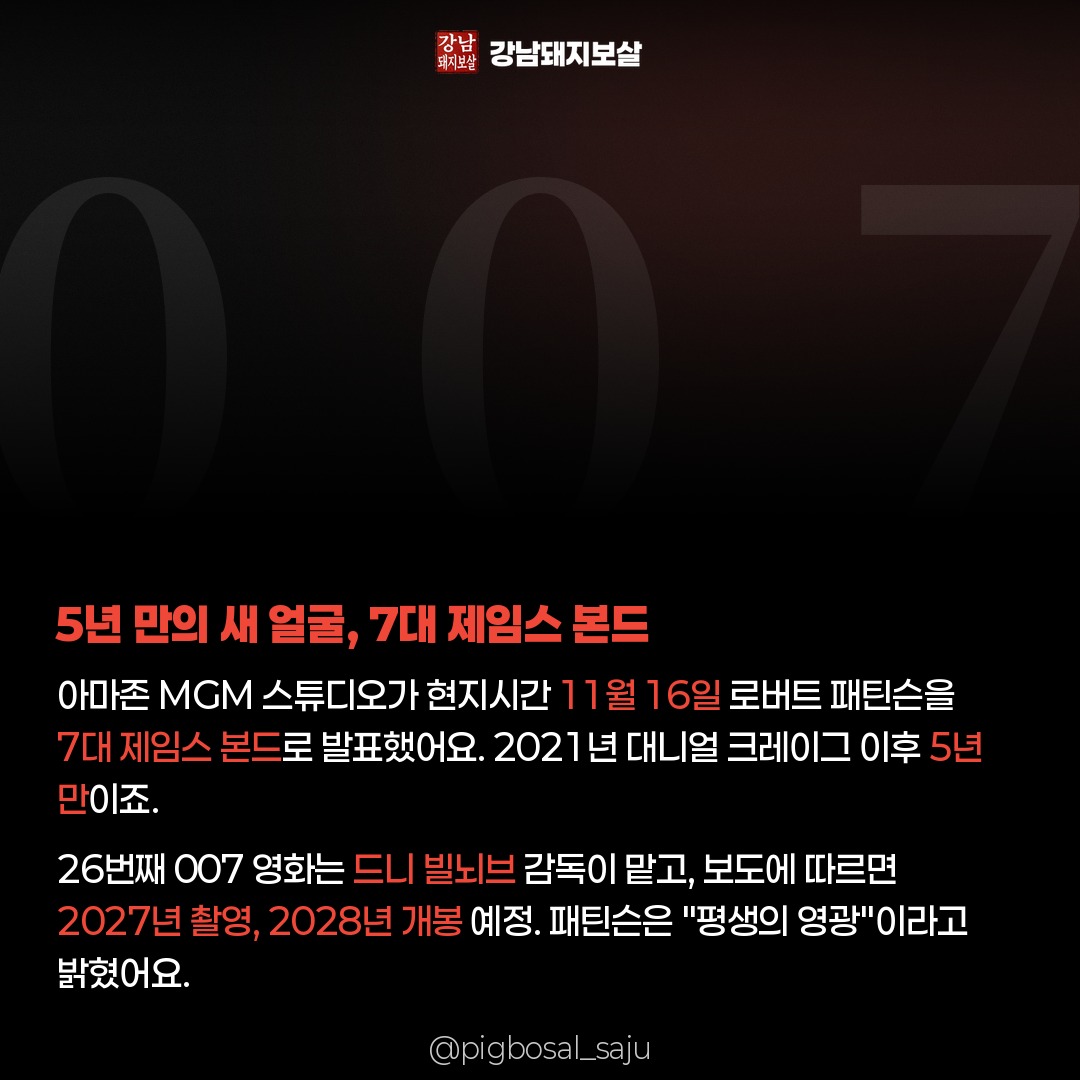 강남
돼지보살
강남돼지보살
007
5년 만의 새 얼굴, 7대 제임스 본드
아마존 MGM 스튜디오가 현지시간 11월 16일 로버트 패틴슨을
7대 제임스 본드로 발표했어요. 2021년 대니얼 크레이그 이후 5년
만이죠.
26번째 007 영화는 드니 빌뇌브 감독이 맡고, 보도에 따르면
2027년 촬영, 2028년 개봉 예정. 패틴슨은 "평생의 영광"이라고
밝혔어요.
@pigbosal_saju